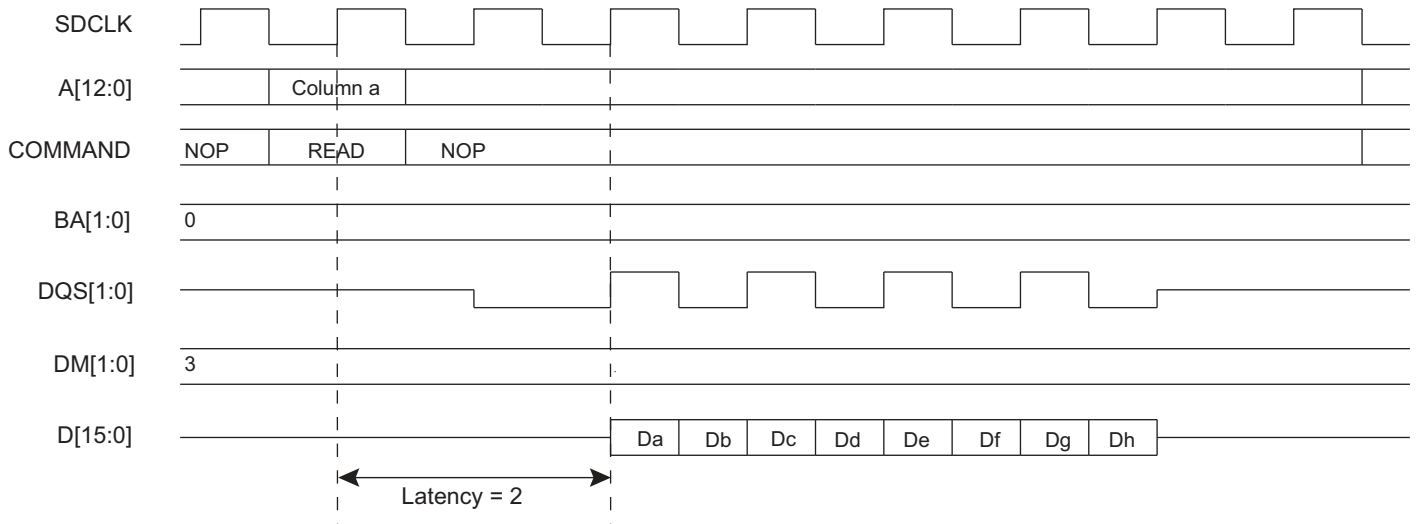 SDCLK
A[12:0] Column a
COMMAND NOP READ NOP
BA[1:0] 0
DQS[1:0]
DM[1:0] 3
D[15:0] Da Db Dc Dd De Df Dg Dh
Latency = 2